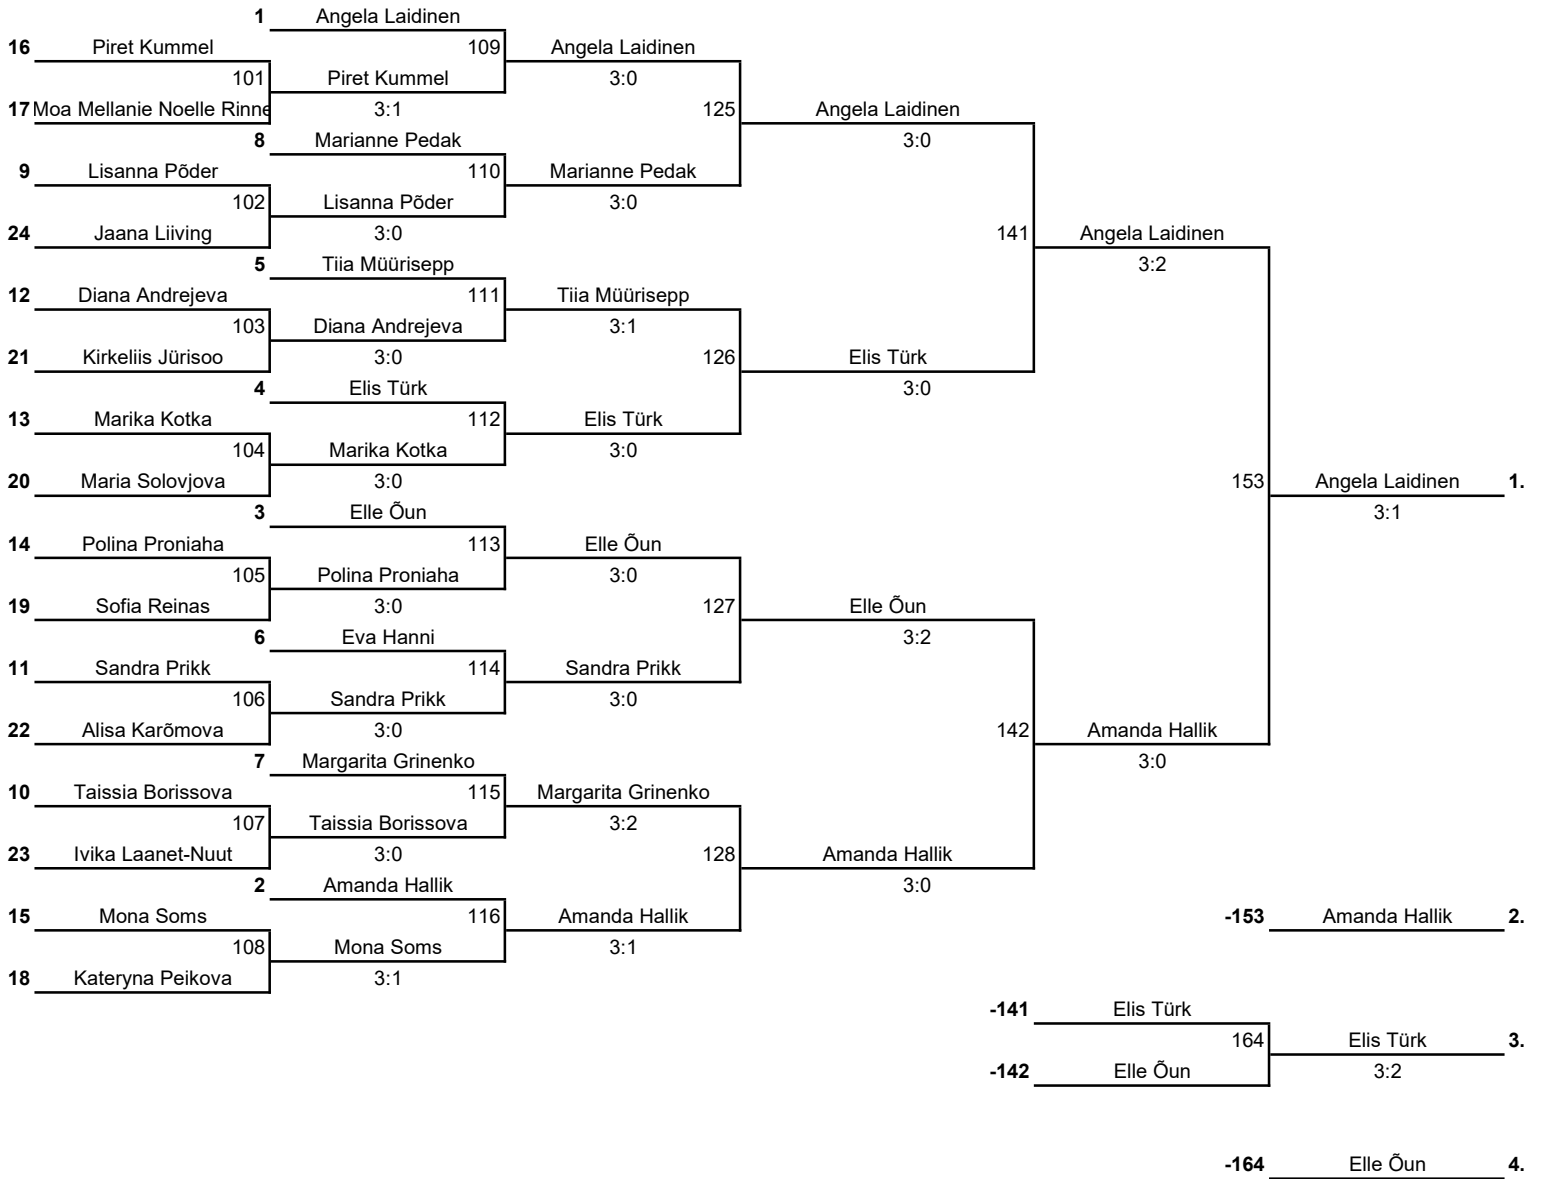 1 Angela Laidinen
16 Piret Kummel 109 Angela Laidinen
101 Piret Kummel 3:0
17 Moa Mellanie Noelle Rinne 3:1 125 Angela Laidinen
8 Marianne Pedak 3:0
9 Lisanna Põder 110 Marianne Pedak
102 Lisanna Põder 3:0
24 Jaana Liiving 3:0 141 Angela Laidinen
5 Tiia Müürisepp 3:2
12 Diana Andrejeva 111 Tiia Müürisepp
103 Diana Andrejeva 3:1
21 Kirkeliis Jürisoo 3:0 126 Elis Türk
4 Elis Türk 3:0
13 Marika Kotka 112 Elis Türk
104 Marika Kotka 3:0
20 Maria Solovjova 3:0 153 Angela Laidinen 1.
3 Elle Õun 3:1
14 Polina Proniaha 113 Elle Õun
105 Polina Proniaha 3:0
19 Sofia Reinas 3:0 127 Elle Õun
6 Eva Hanni 3:2
11 Sandra Prikk 114 Sandra Prikk
106 Sandra Prikk 3:0
22 Alisa Karõmova 3:0 142 Amanda Hallik
7 Margarita Grinenko 3:0
10 Taissia Borissova 115 Margarita Grinenko
107 Taissia Borissova 3:2
23 Ivika Laanet-Nuut 3:0 128 Amanda Hallik
2 Amanda Hallik 3:0
15 Mona Soms 116 Amanda Hallik -153 Amanda Hallik 2.
108 Mona Soms 3:1
18 Kateryna Peikova 3:1
-141 Elis Türk
164 Elis Türk 3.
-142 Elle Õun 3:2
-164 Elle Õun 4.